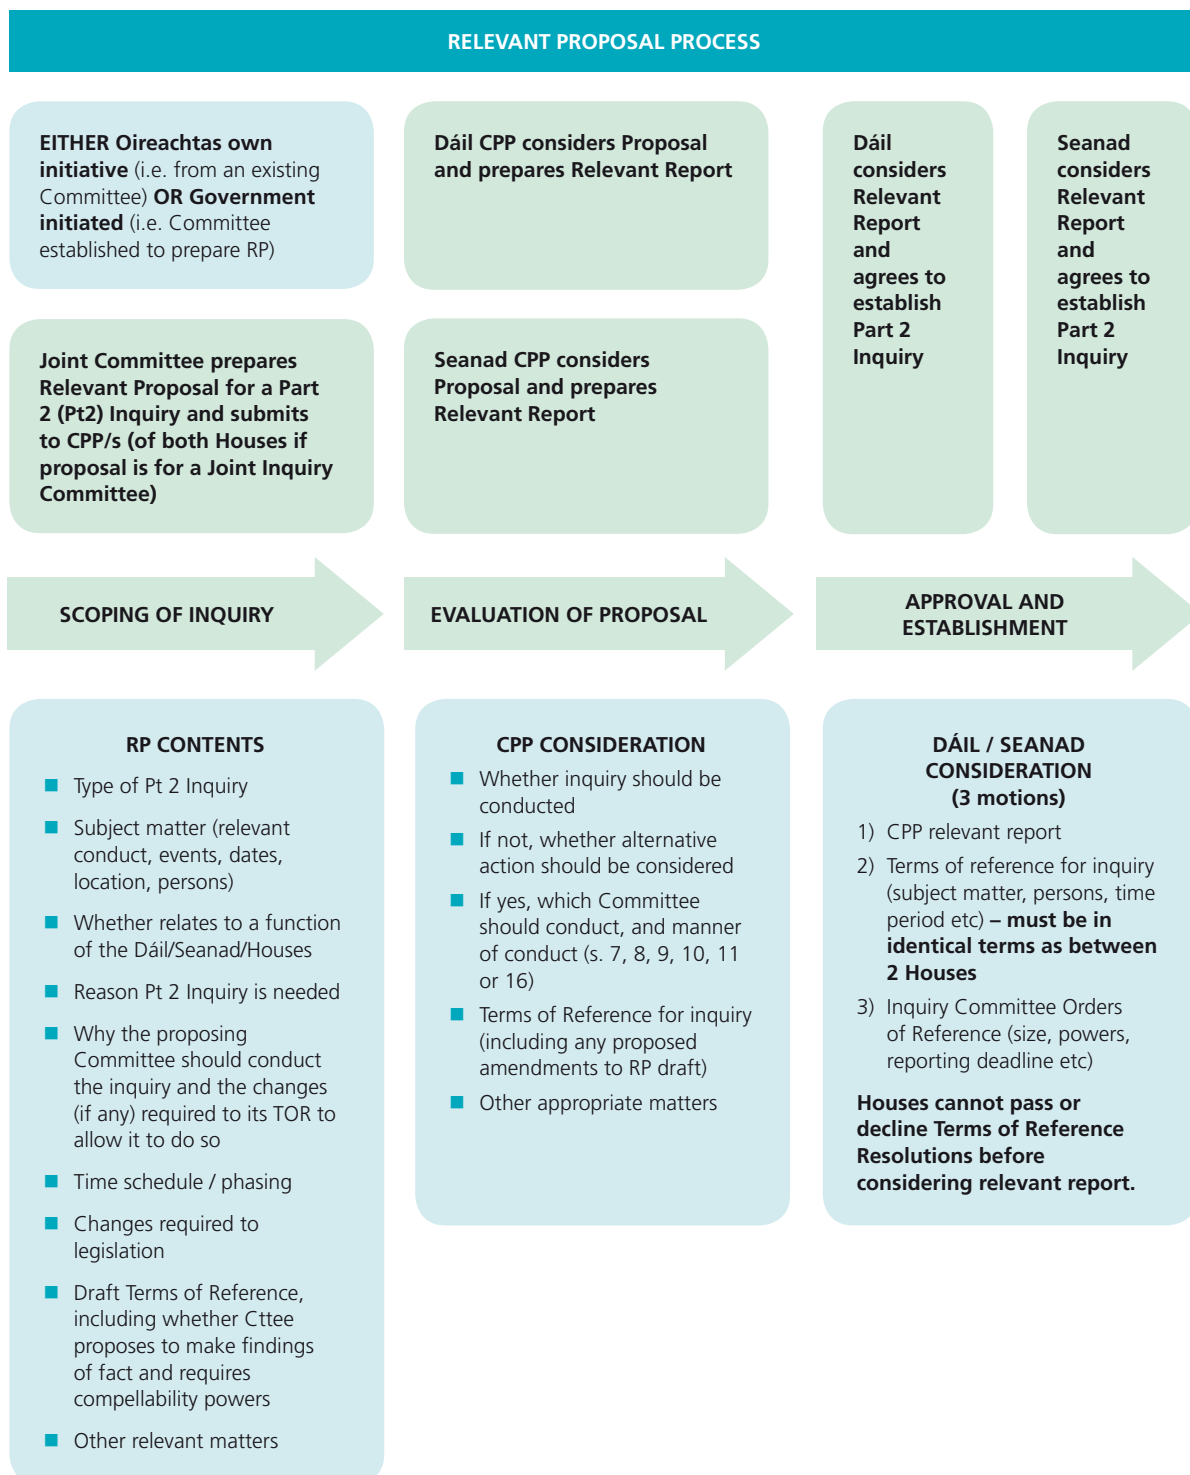 RELEVANT PROPOSAL PROCESS
EITHER Oireachtas own
initiative (i.e. from an existing
Committee) OR Government
initiated (i.e. Committee
established to prepare RP)
Joint Committee prepares
Relevant Proposal for a Part
2 (Pt2) Inquiry and submits
to CPP/s (of both Houses if
proposal is for a Joint Inquiry
Committee)
Dáil CPP considers Proposal
and prepares Relevant Report
Seanad CPP considers
Proposal and prepares
Relevant Report
Dáil
considers
Relevant
Report
and
agrees to
establish
Part 2
Inquiry
Seanad
considers
Relevant
Report
and
agrees to
establish
Part 2
Inquiry
SCOPING OF INQUIRY
EVALUATION OF PROPOSAL
APPROVAL AND
ESTABLISHMENT
RP CONTENTS
■ Type of Pt 2 Inquiry
■ Subject matter (relevant
conduct, events, dates,
location, persons)
■ Whether relates to a function
of the Dáil/Seanad/Houses
■ Reason Pt 2 Inquiry is needed
■ Why the proposing
Committee should conduct
the inquiry and the changes
(if any) required to its TOR to
allow it to do so
■ Time schedule / phasing
■ Changes required to
legislation
■ Draft Terms of Reference,
including whether Cttee
proposes to make findings
of fact and requires
compellability powers
■ Other relevant matters
CPP CONSIDERATION
■ Whether inquiry should be
conducted
■ If not, whether alternative
action should be considered
■ If yes, which Committee
should conduct, and manner
of conduct (s. 7, 8, 9, 10, 11
or 16)
■ Terms of Reference for inquiry
(including any proposed
amendments to RP draft)
■ Other appropriate matters
DÁIL / SEANAD
CONSIDERATION
(3 motions)
1) CPP relevant report
2) Terms of reference for inquiry
(subject matter, persons, time
period etc) – must be in
identical terms as between
2 Houses
3) Inquiry Committee Orders
of Reference (size, powers,
reporting deadline etc)
Houses cannot pass or
decline Terms of Reference
Resolutions before
considering relevant report.